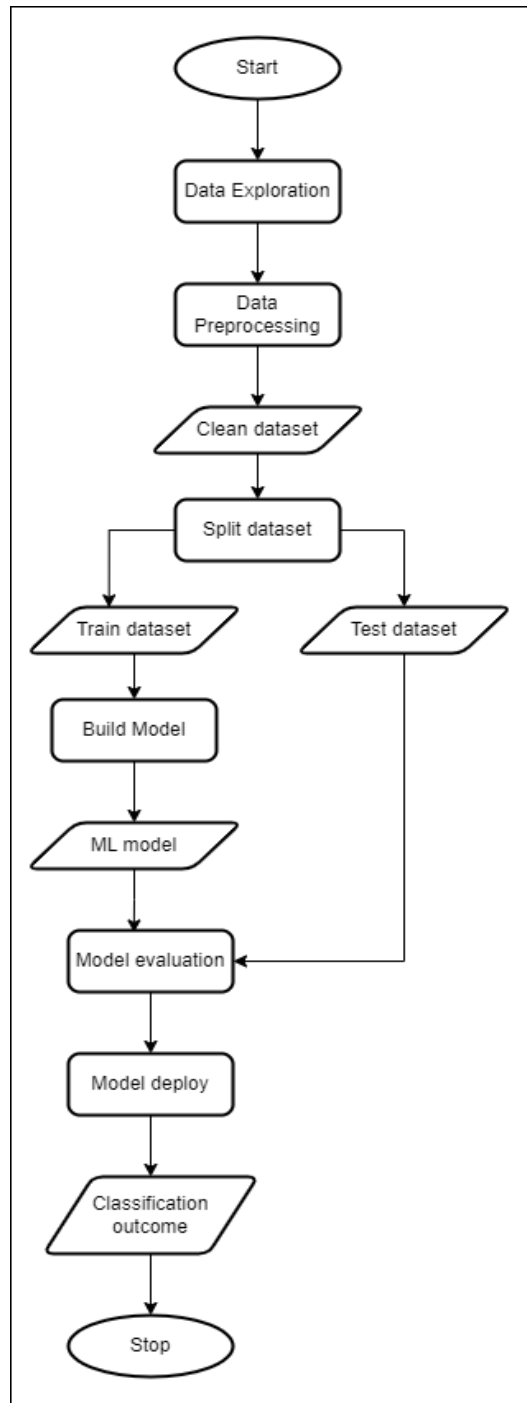 Start
Data Exploration
Data
Preprocessing
Clean dataset
Split dataset
Train dataset
Test dataset
Build Model
ML model
Model evaluation
Model deploy
Classification
outcome
Stop